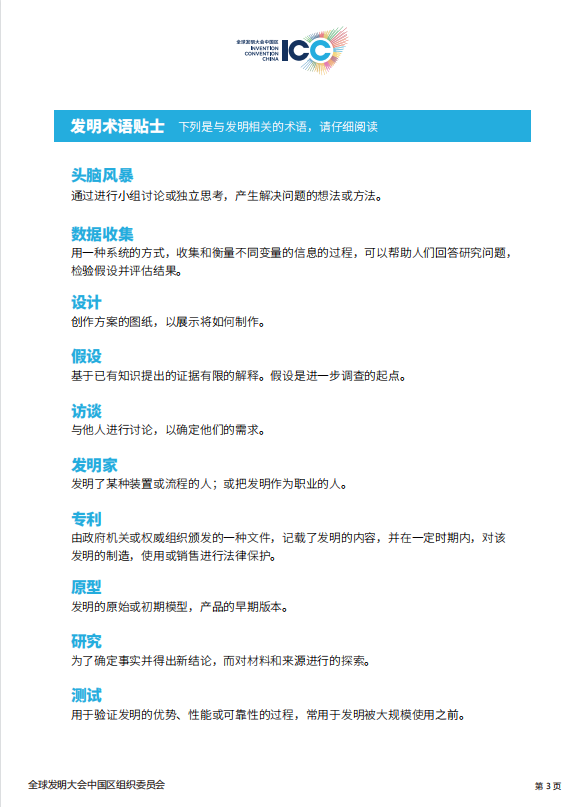 全球发明大会中国区
INVENTION
CONVENTION
CHINA
ICC
发明术语贴士 下列是与发明相关的术语，请仔细阅读
头脑风暴
通过进行小组讨论或独立思考，产生解决问题的想法或方法。
数据收集
用一种系统的方式，收集和衡量不同变量的信息的过程，可以帮助人们回答研究问题，
检验假设并评估结果。
设计
创作方案的图纸，以展示将如何制作。
假设
基于已有知识提出的证据有限的解释。假设是进一步调查的起点。
访谈
与他人进行讨论，以确定他们的需求。
发明家
发明了某种装置或流程的人；或把发明作为职业的人。
专利
由政府机关或权威组织颁发的一种文件，记载了发明的内容，并在一定时期内，对该
发明的制造，使用或销售进行法律保护。
原型
发明的原始或初期模型，产品的早期版本。
研究
为了确定事实并得出新结论，而对材料和来源进行的探索。
测试
用于验证发明的优势、性能或可靠性的过程，常用于发明被大规模使用之前。
全球发明大会中国区组织委员会
第 3 页